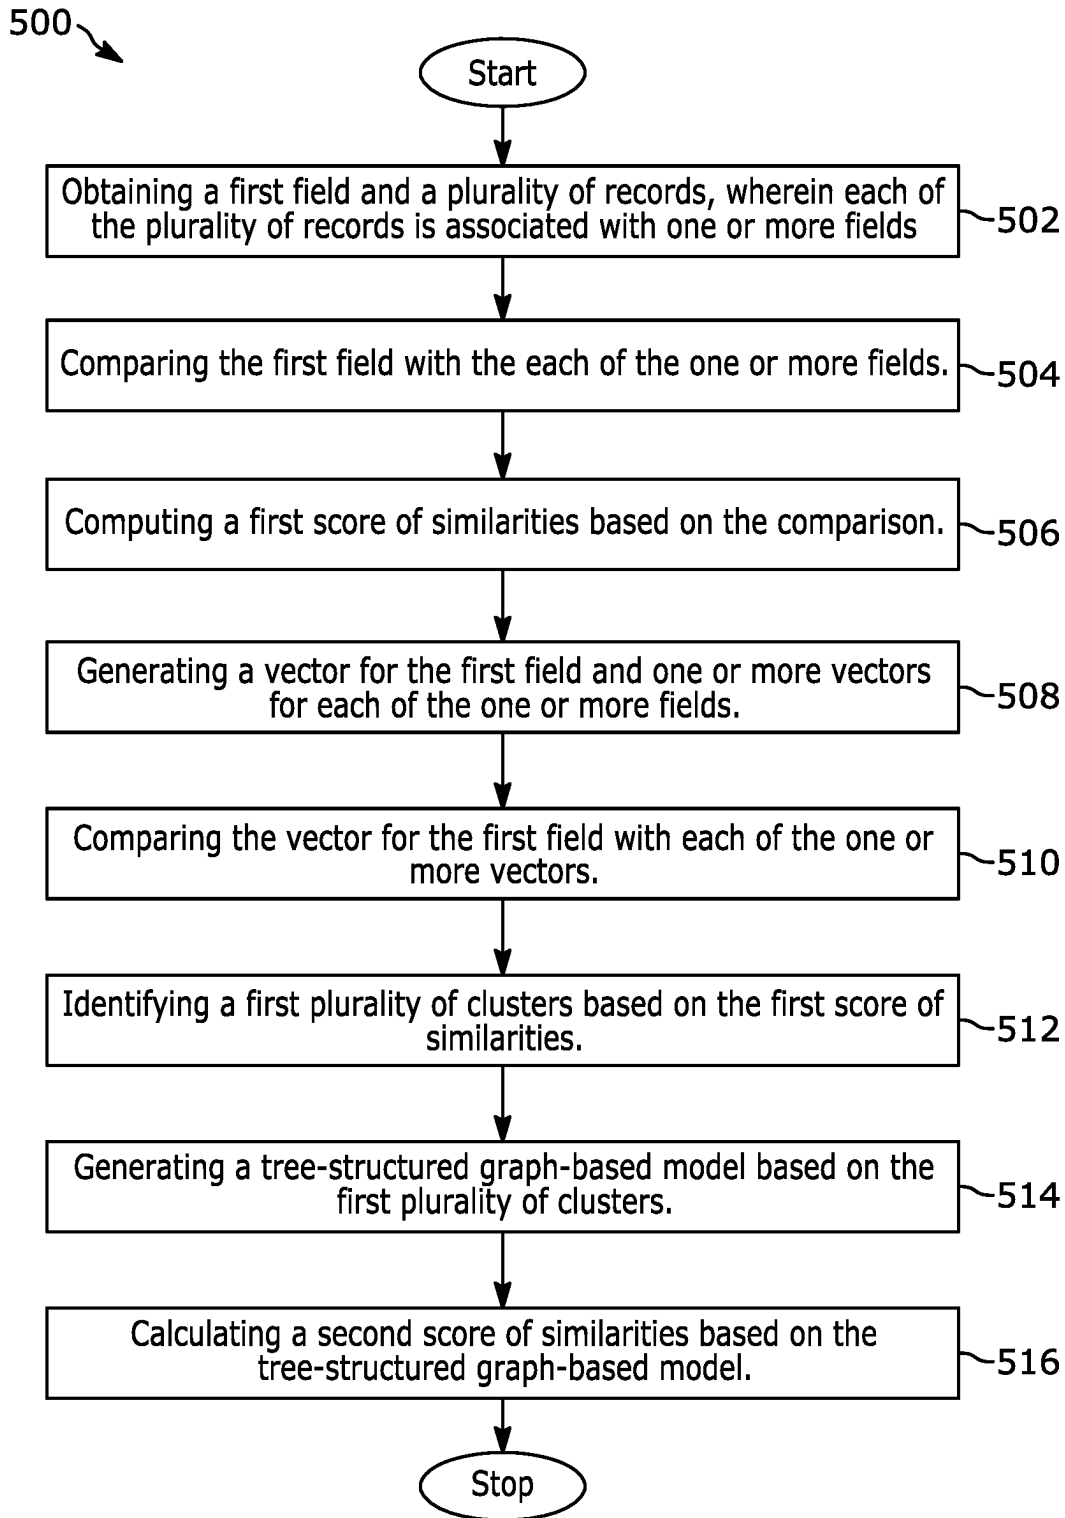 500
Start
Obtaining a first field and a plurality of records, wherein each of
the plurality of records is associated with one or more fields
502
Comparing the first field with the each of the one or more fields.
504
Computing a first score of similarities based on the comparison.
506
Generating a vector for the first field and one or more vectors
for each of the one or more fields.
508
Comparing the vector for the first field with each of the one or
more vectors.
510
Identifying a first plurality of clusters based on the first score of
similarities.
512
Generating a tree-structured graph-based model based on the
first plurality of clusters.
514
Calculating a second score of similarities based on the
tree-structured graph-based model.
516
Stop